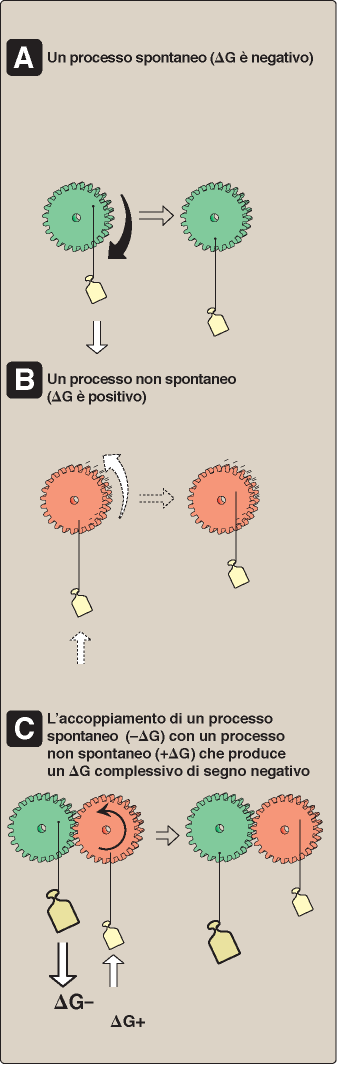 A Un processo spontaneo (ΔG è negativo)
B Un processo non spontaneo
(ΔG è positivo)
C L'accoppiamento di un processo
spontaneo (–ΔG) con un processo
non spontaneo (+ΔG) che produce
un ΔG complessivo di segno negativo
ΔG–
ΔG+